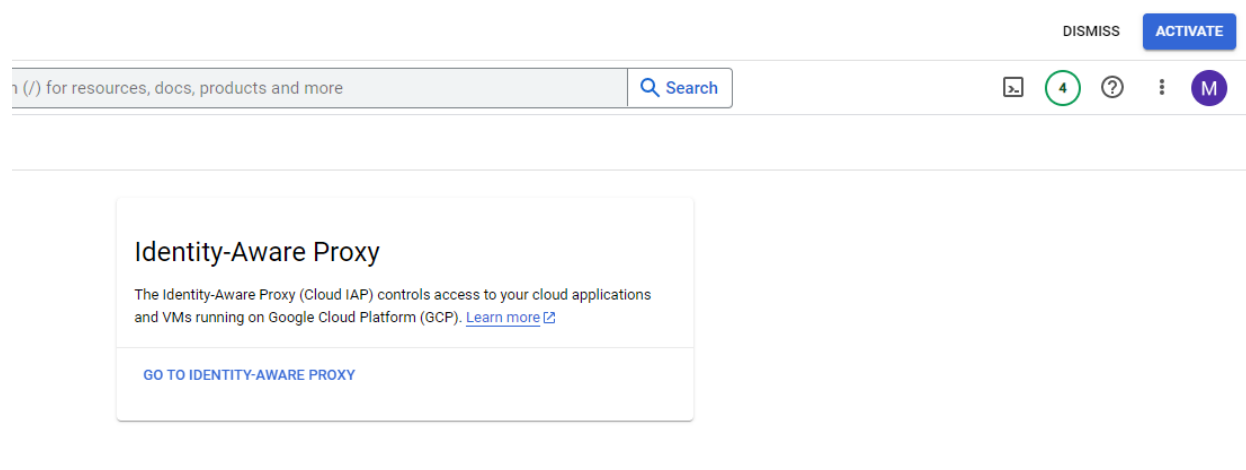 DISMISS
ACTIVATE
(/) for resources, docs, products and more
Search
4
M
Identity-Aware Proxy
The Identity-Aware Proxy (Cloud IAP) controls access to your cloud applications
and VMs running on Google Cloud Platform (GCP). Learn more
GO TO IDENTITY-AWARE PROXY